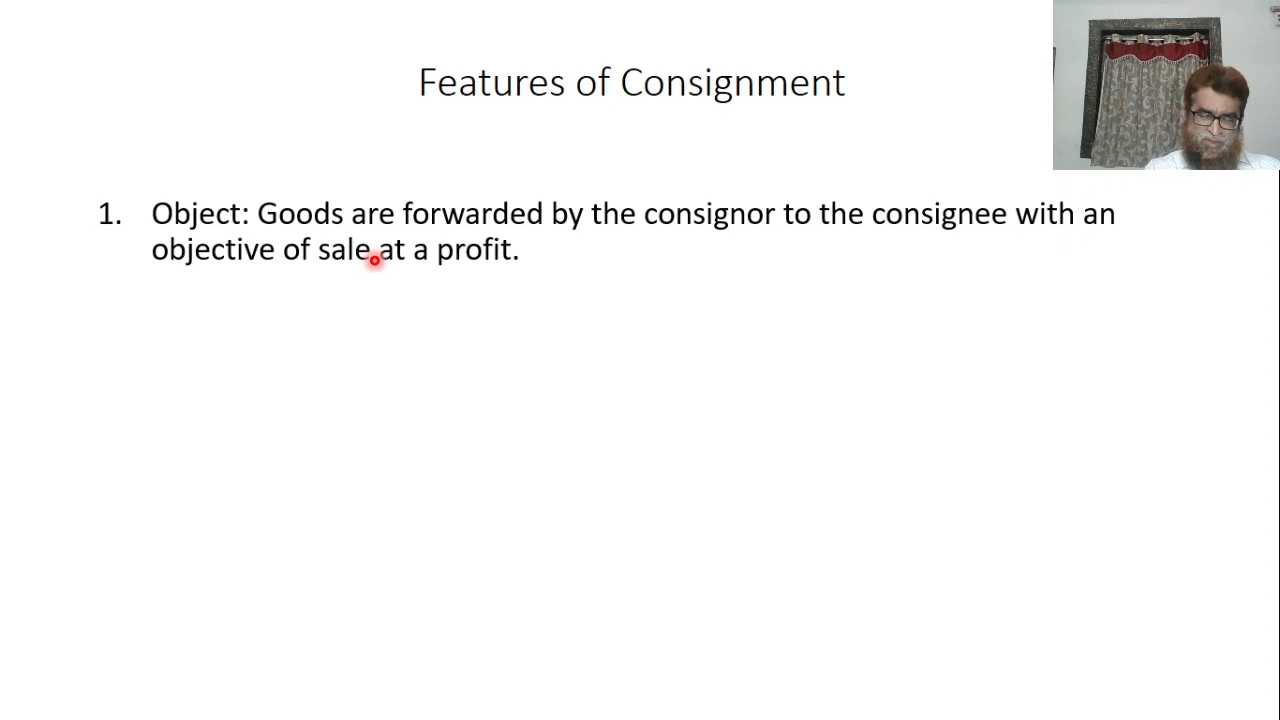 Features of Consignment
1. Object: Goods are forwarded by the consignor to the consignee with an
objective of sale at a profit.